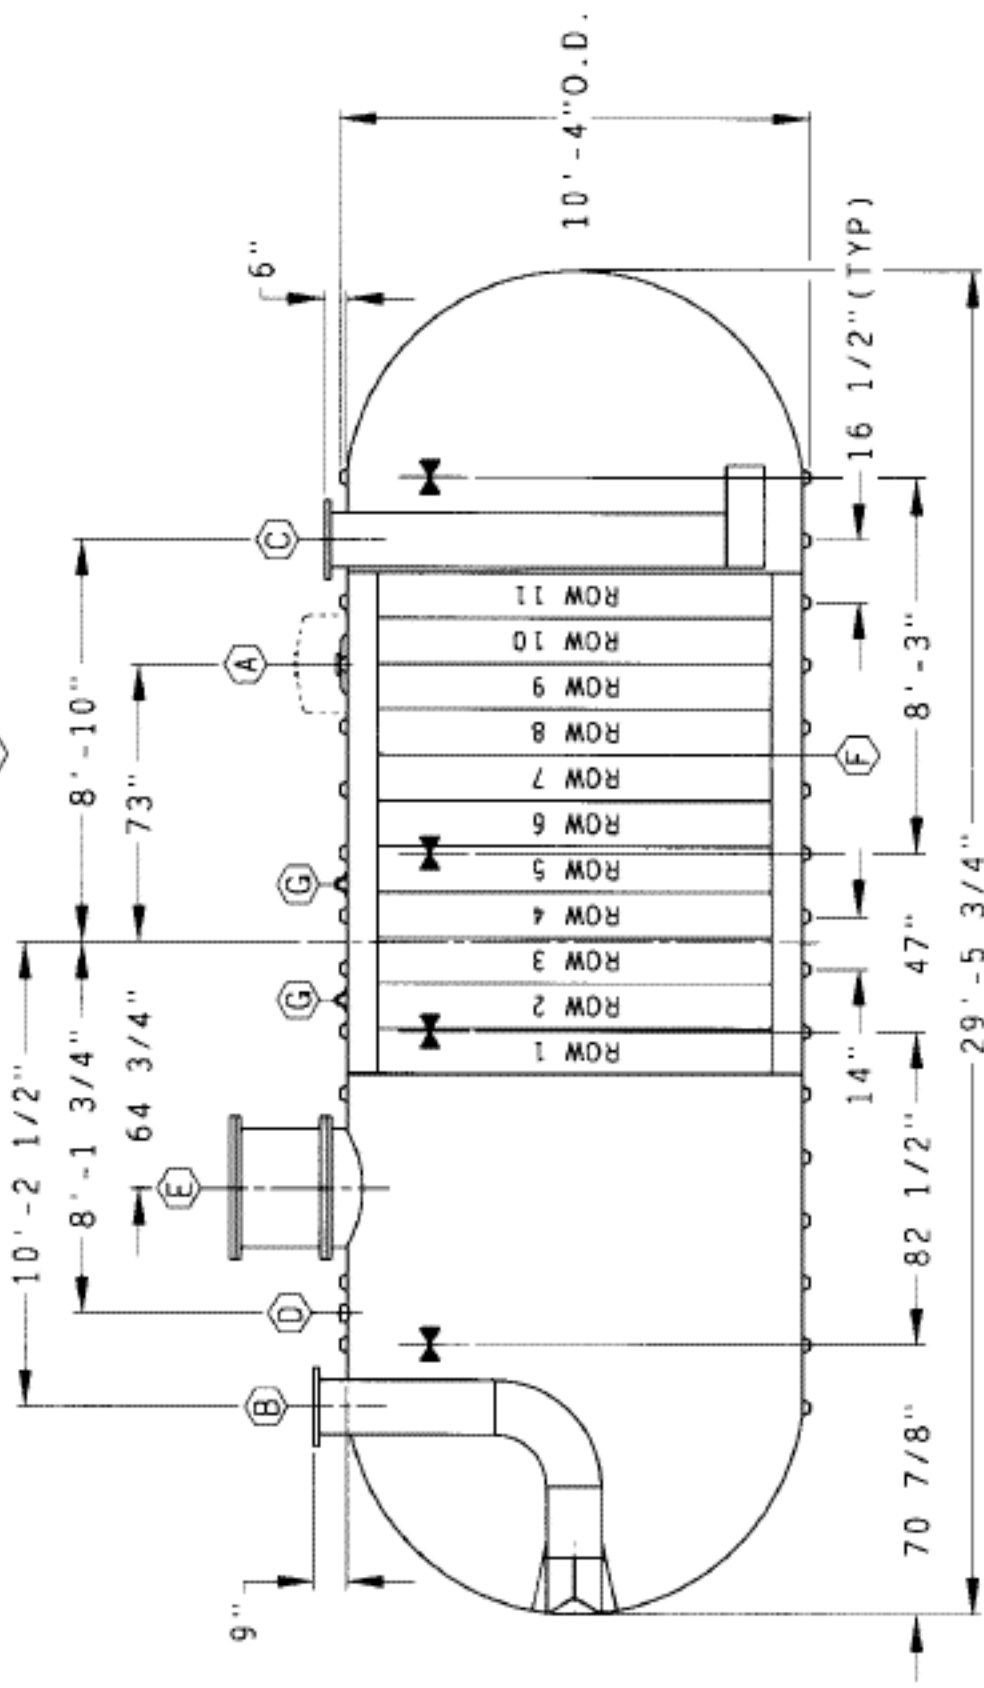 10'-2 1/2"
8'-1 3/4"
8'-10"
64 3/4"
73"
9"
B
D
E
G
G
A
C
6"
ROW 1
ROW 2
ROW 3
ROW 4
ROW 5
ROW 6
ROW 7
ROW 8
ROW 9
ROW 10
ROW 11
10'-4"O.D.
F
14"
16 1/2"(TYP)
70 7/8"
82 1/2"
47"
8'-3"
29'-5 3/4"